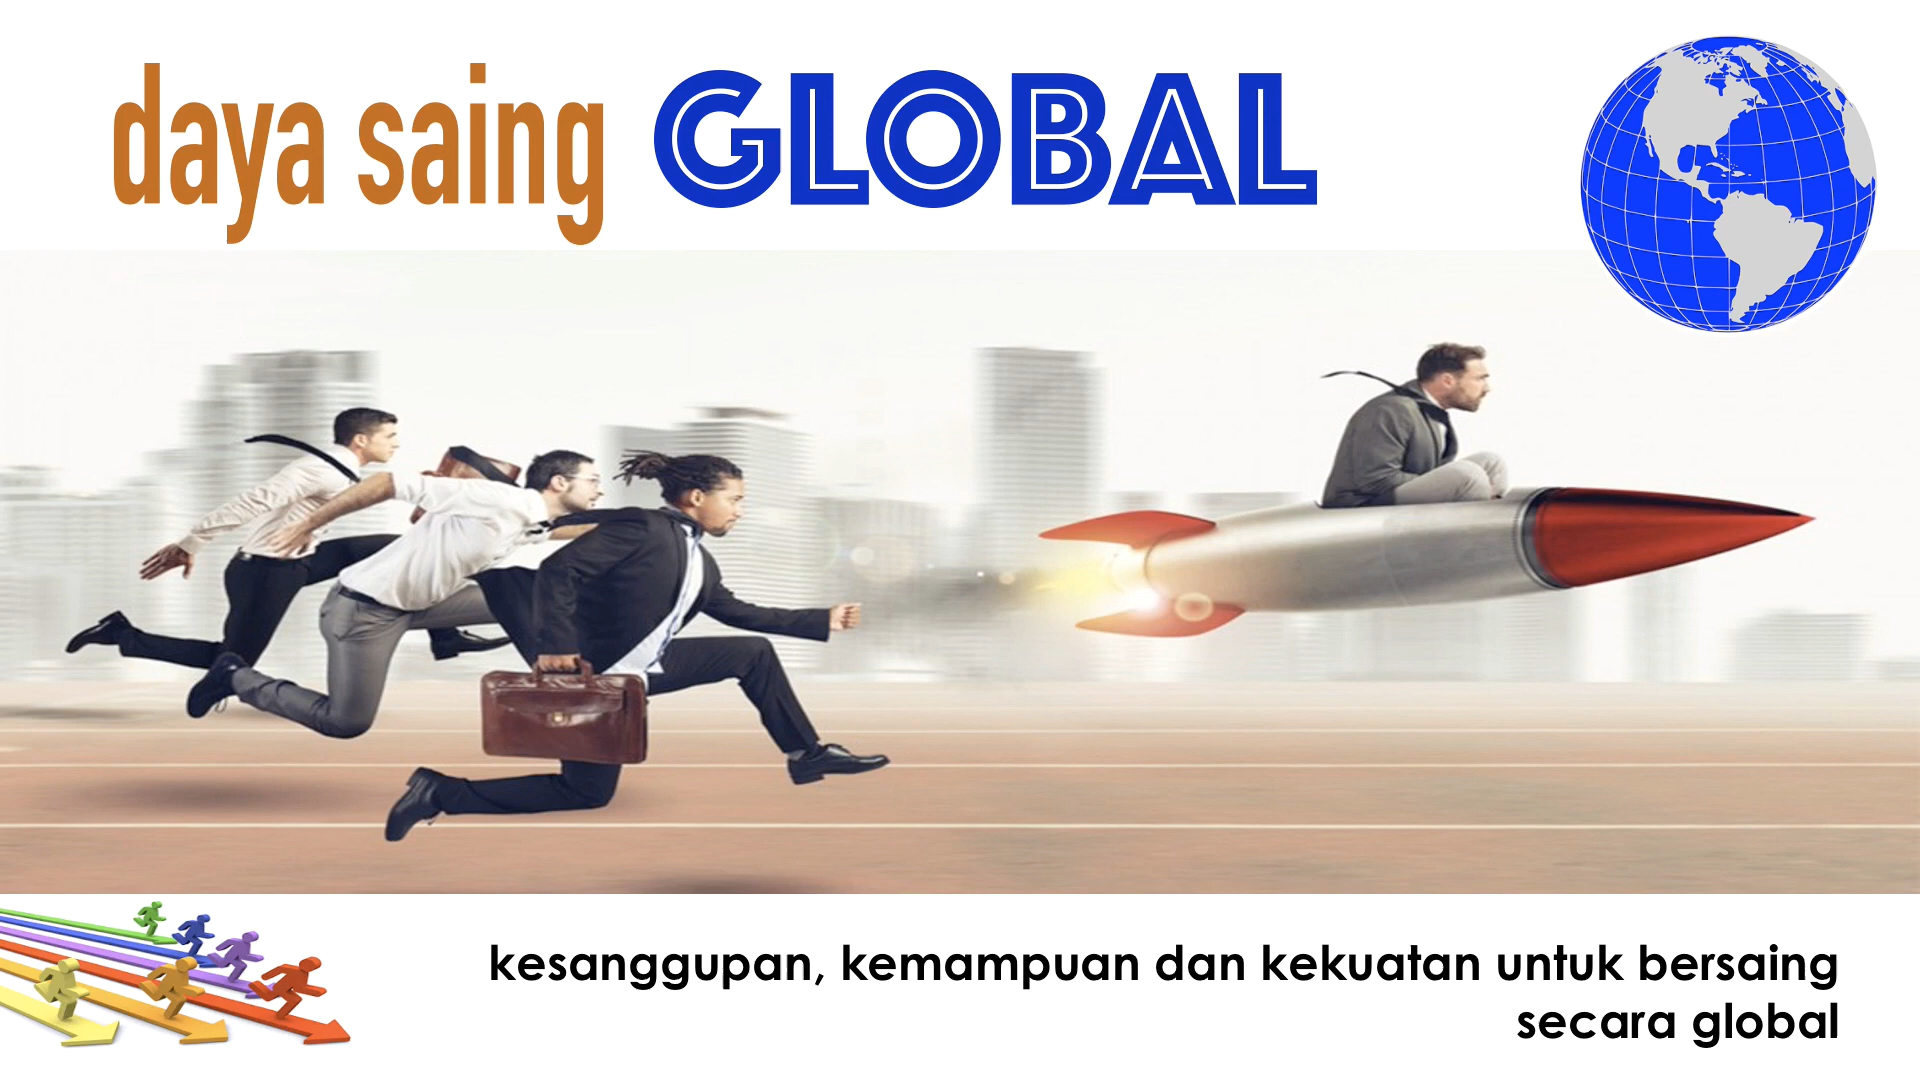 daya saing GLOBAL
kesanggupan, kemampuan dan kekuatan untuk bersaing
secara global